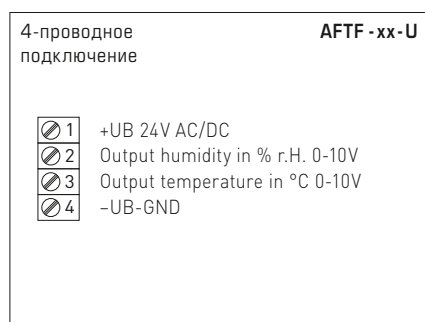 4-проводное AFTF - xx - U
подключение
1 +UB 24V AC/DC
2 Output humidity in % r.H. 0-10V
3 Output temperature in °C 0-10V
4 –UB-GND